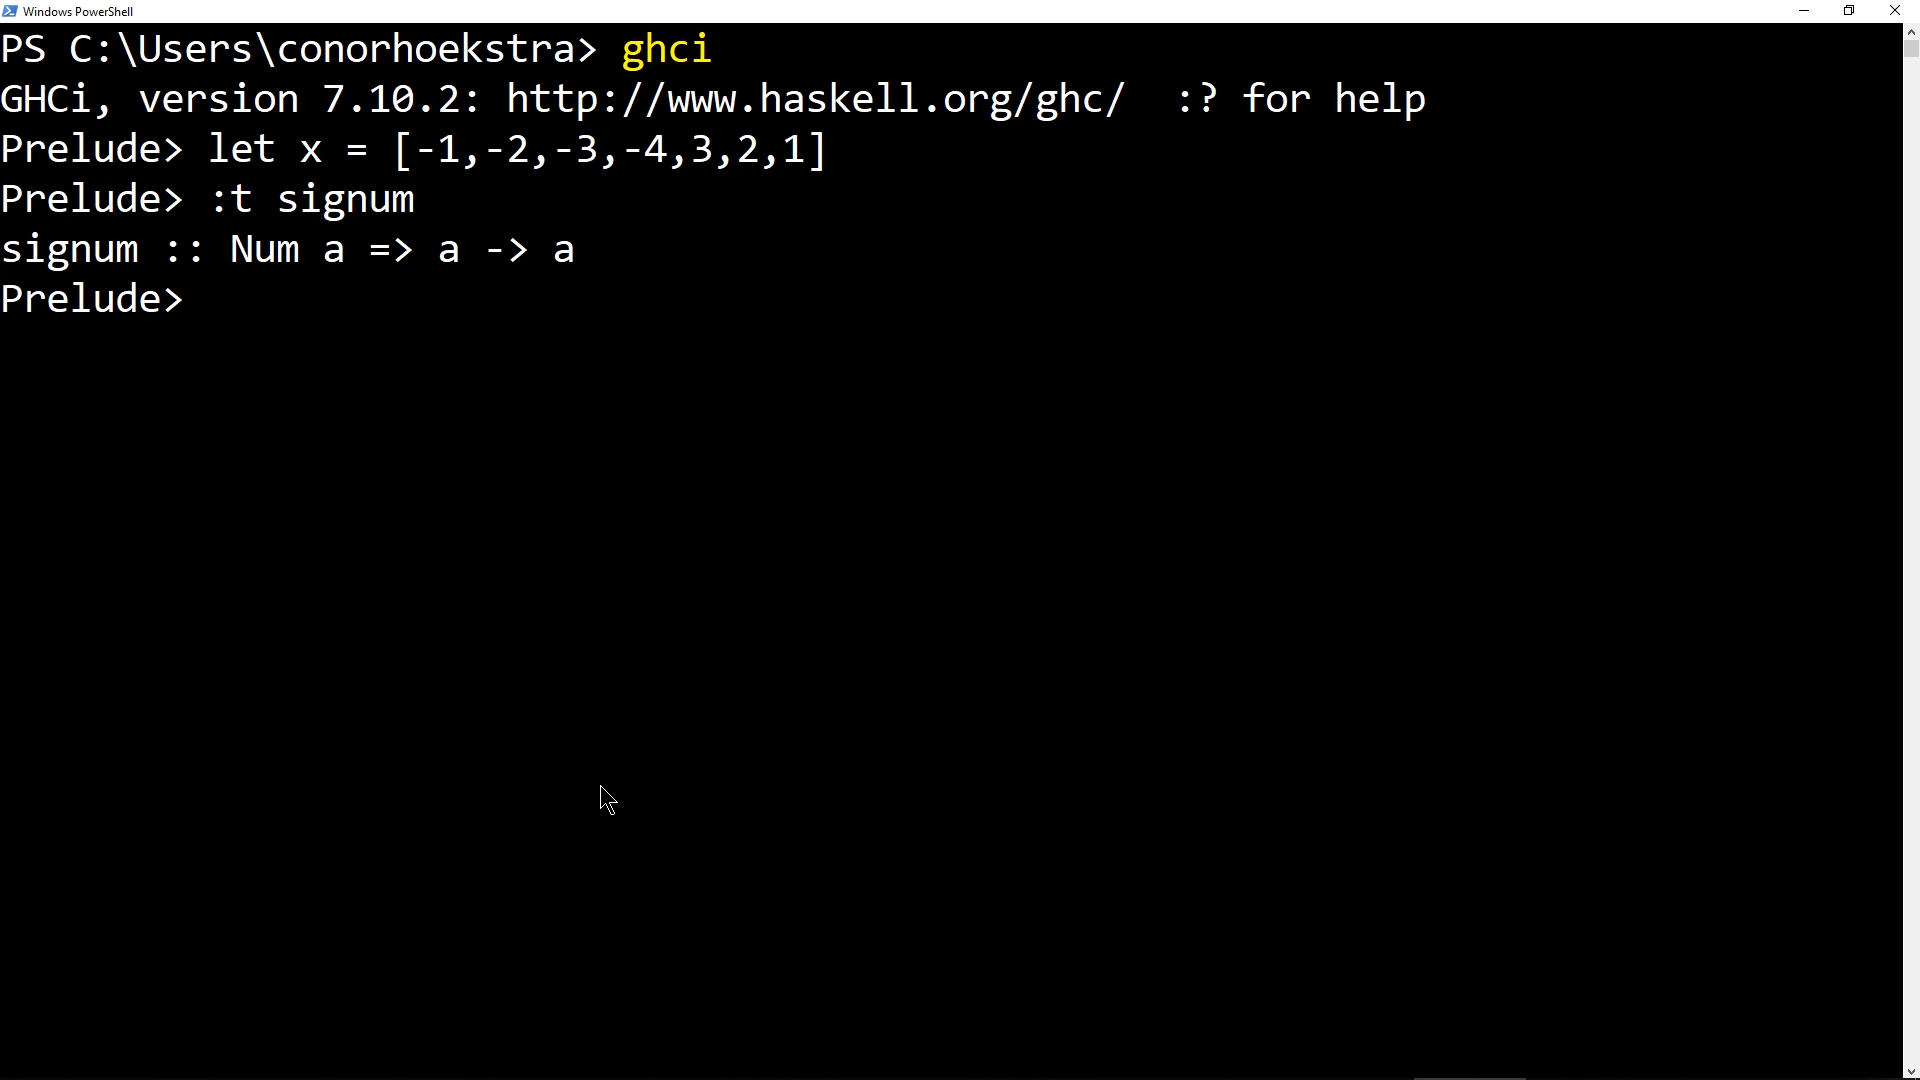 Windows PowerShell
PS C:\Users\conorhoekstra> ghci
GHCi, version 7.10.2: http://www.haskell.org/ghc/  :? for help
Prelude> let x = [-1,-2,-3,-4,3,2,1]
Prelude> :t signum
signum :: Num a => a -> a
Prelude>